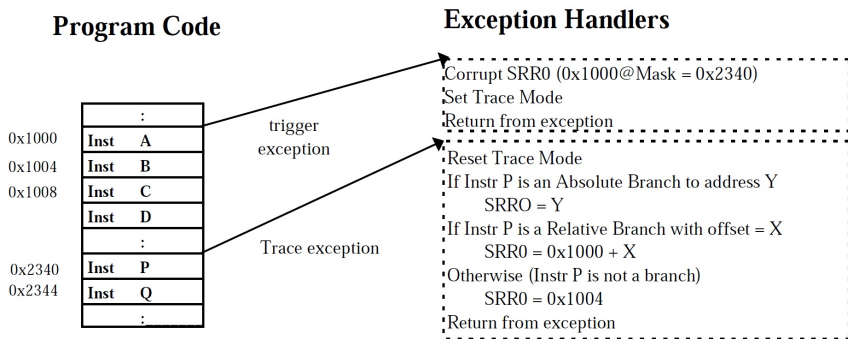 Program Code
Exception Handlers
Corrupt SRR0 (0x1000@Mask = 0x2340)
Set Trace Mode
Return from exception
trigger
exception
:
0x1000 Inst A
0x1004 Inst B
0x1008 Inst C
Inst D
:
0x2340 Inst P
0x2344 Inst Q
:
Trace exception
Reset Trace Mode
If Instr P is an Absolute Branch to address Y
SRRO = Y
If Instr P is a Relative Branch with offset = X
SRR0 = 0x1000 + X
Otherwise (Instr P is not a branch)
SRR0 = 0x1004
Return from exception